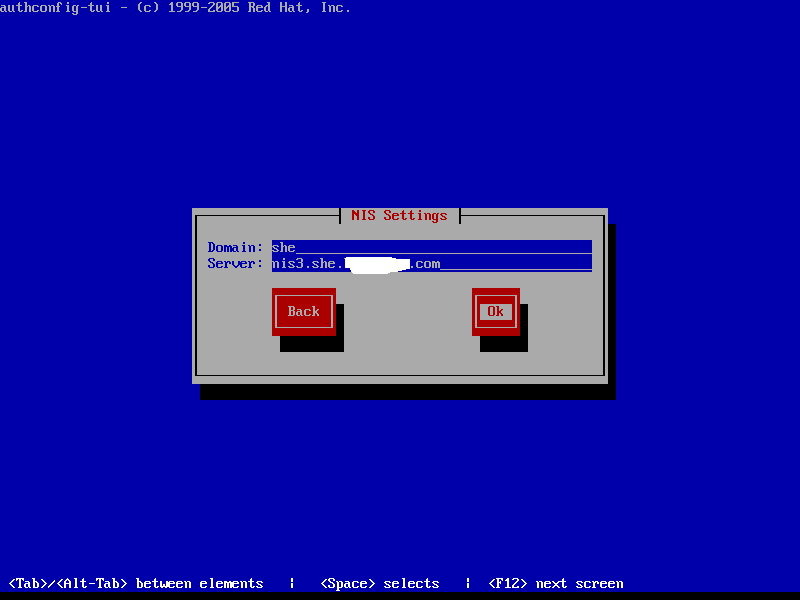 authconfig-tui - (c) 1999-2005 Red Hat, Inc.
NIS Settings
Domain: she
Server: nis3.she. .com
Back Ok
<Tab>/<Alt-Tab> between elements | <Space> selects | <F12> next screen